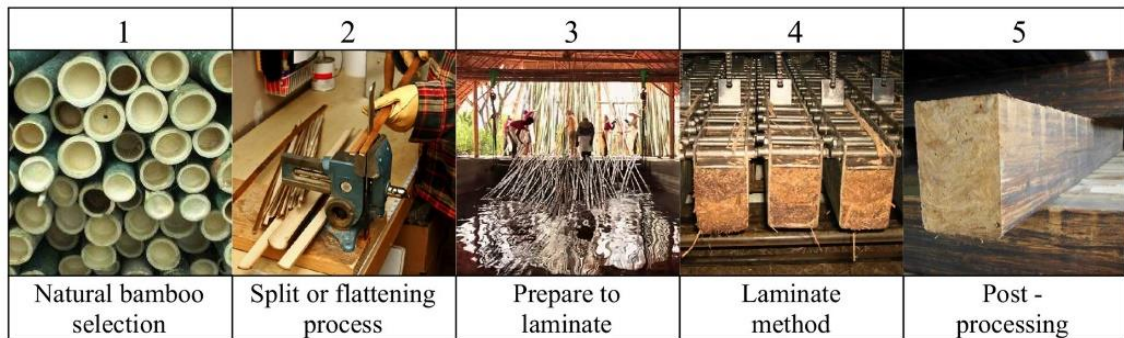 1
2
3
4
5
Natural bamboo
selection
Split or flattening
process
Prepare to
laminate
Laminate
method
Post -
processing